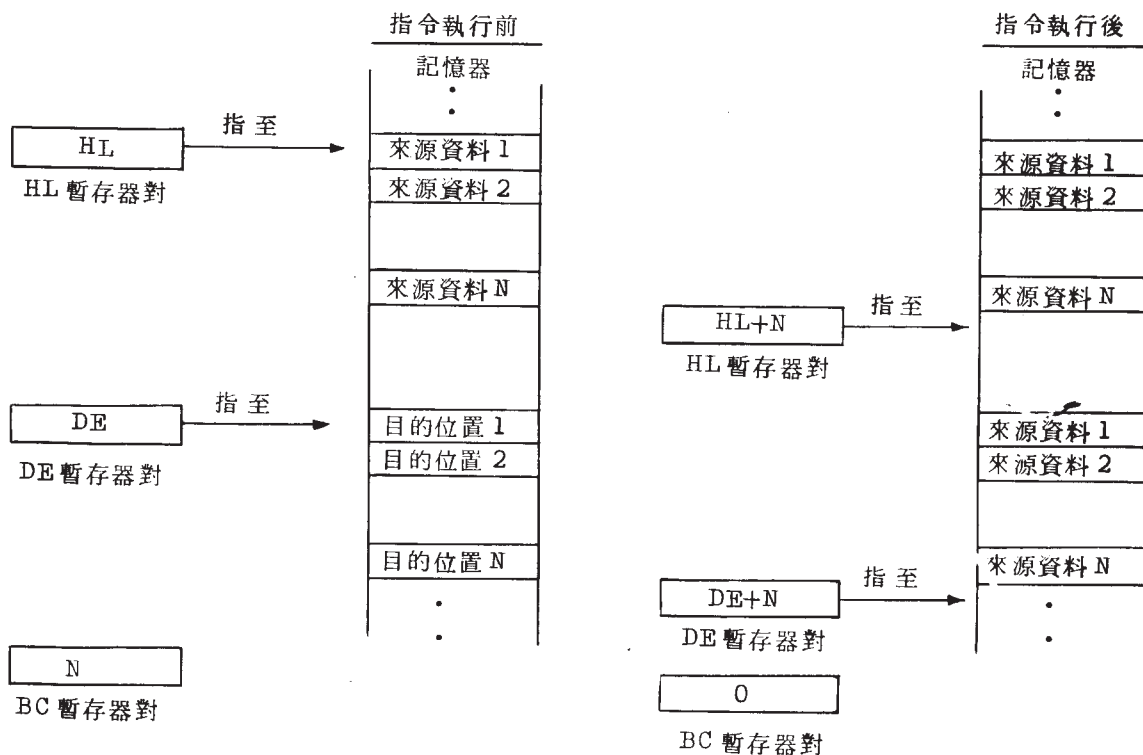 指令執行前
記憶器
HL
指至
HL 暫存器對
來源資料 1
來源資料 2
來源資料 N
DE
指至
DE 暫存器對
目的位置 1
目的位置 2
目的位置 N
N
BC 暫存器對
指令執行後
記憶器
來源資料 1
來源資料 2
來源資料 N
HL+N
指至
HL 暫存器對
來源資料 1
來源資料 2
來源資料 N
DE+N
指至
DE 暫存器對
0
BC 暫存器對